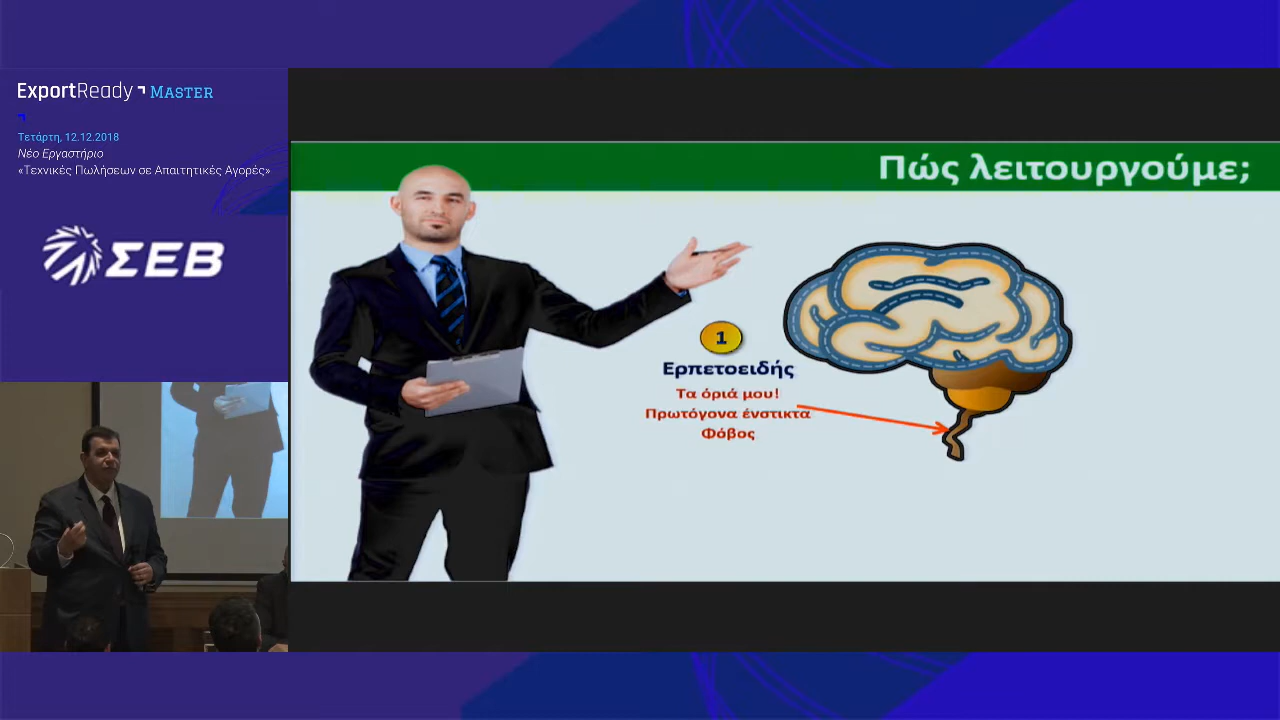 ExportReady MASTER
Τετάρτη, 12.12.2018
Νέο Εργαστήριο
«Τεχνικές Πωλήσεων σε Απαιτητικές Αγορές»
ΣΕΒ
Πώς λειτουργούμε;
1
Ερπετοειδής
Τα όριά μου!
Πρωτόγονα ένστικτα
Φόβος